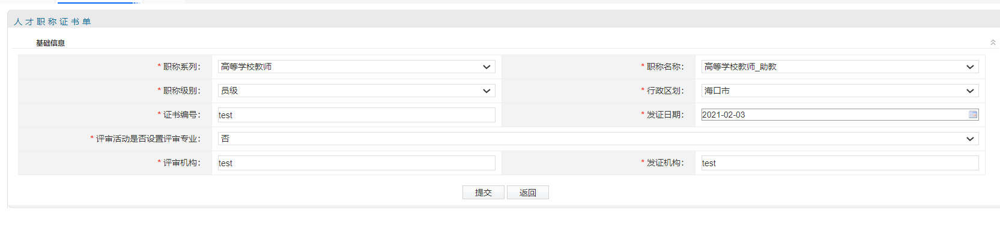 人才职称证书单
基础信息
* 职称系列： 高等学校教师 * 职称名称： 高等学校教师_助教
* 职称级别： 员级 * 行政区划： 海口市
* 证书编号： test * 发证日期： 2021-02-03
* 评审活动是否设置评审专业： 否
* 评审机构： test * 发证机构： test
提交 返回